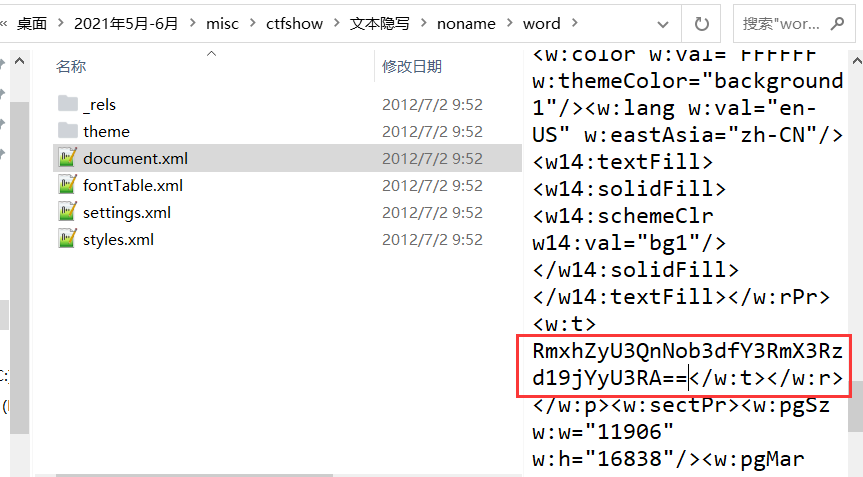 « 桌面 › 2021年5月-6月 › misc › ctfshow › 文本隐写 › noname › word ›
搜索"wor...
名称
修改日期
_rels 2012/7/2 9:52
theme 2012/7/2 9:52
document.xml 2012/7/2 9:52
fontTable.xml 2012/7/2 9:52
settings.xml 2012/7/2 9:52
styles.xml 2012/7/2 9:52
<w:color w:val="FFFFFF"
w:themeColor="background
1"/><w:lang w:val="en-
US" w:eastAsia="zh-CN"/>
<w14:textFill>
<w14:solidFill>
<w14:schemeClr
w14:val="bg1"/>
</w14:solidFill>
</w14:textFill></w:rPr>
<w:t>
RmxhZyU3QnNob3dfY3RmX3Rz
d19jYyU3RA==</w:t></w:r>
</w:p><w:sectPr><w:pgSz
w:w="11906"
w:h="16838"/><w:pgMar